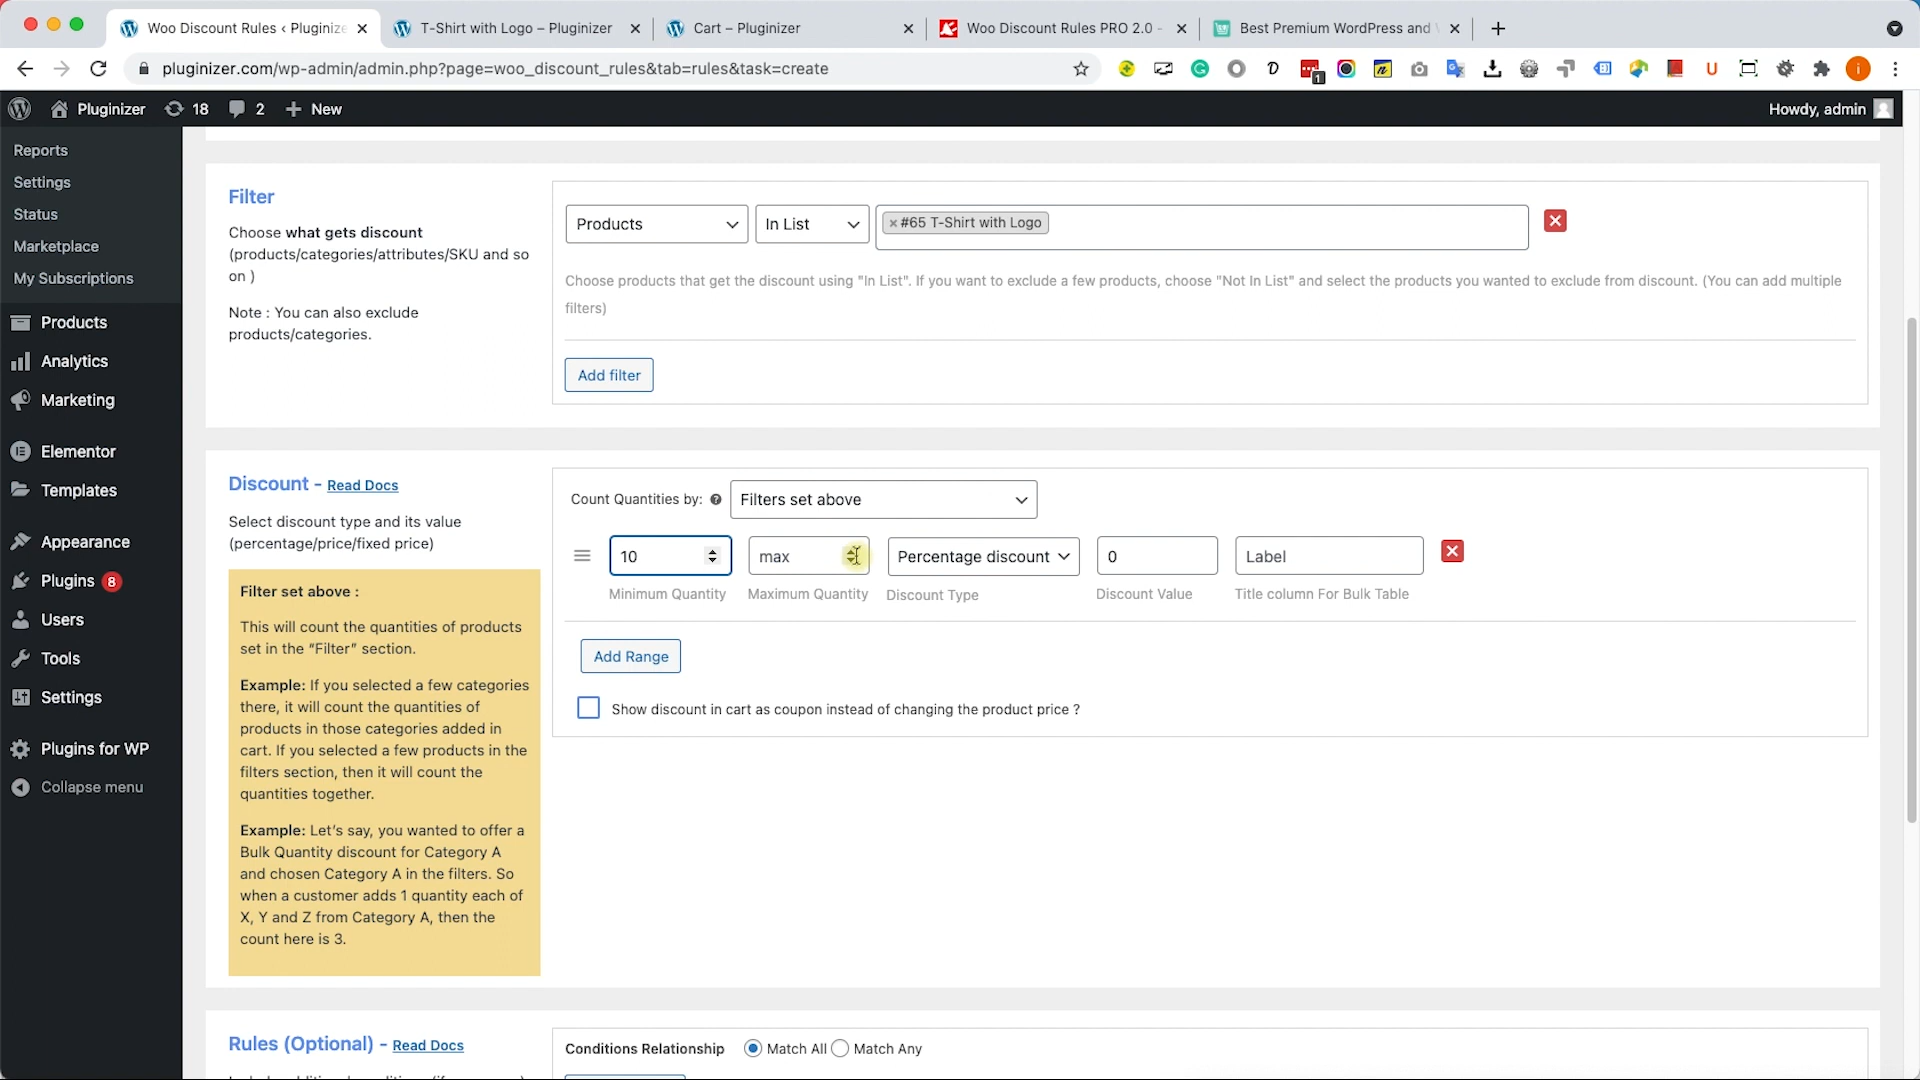 Woo Discount Rules ‹ Pluginize
T-Shirt with Logo – Pluginizer
Cart – Pluginizer
Woo Discount Rules PRO 2.0 -
Best Premium WordPress and
pluginizer.com/wp-admin/admin.php?page=woo_discount_rules&tab=rules&task=create
Pluginizer 18 2 New
Howdy, admin
Reports
Settings
Status
Marketplace
My Subscriptions
Products
Analytics
Marketing
Elementor
Templates
Appearance
Plugins 8
Users
Tools
Settings
Plugins for WP
Collapse menu
Filter
Choose what gets discount
(products/categories/attributes/SKU and so
on )
Note : You can also exclude
products/categories.
Products In List ×#65 T-Shirt with Logo
Choose products that get the discount using "In List". If you want to exclude a few products, choose "Not In List" and select the products you wanted to exclude from discount. (You can add multiple
filters)
Add filter
Discount - Read Docs
Select discount type and its value
(percentage/price/fixed price)
Filter set above :
This will count the quantities of products
set in the “Filter” section.
Example: If you selected a few categories
there, it will count the quantities of
products in those categories added in
cart. If you selected a few products in the
filters section, then it will count the
quantities together.
Example: Let’s say, you wanted to offer a
Bulk Quantity discount for Category A
and chosen Category A in the filters. So
when a customer adds 1 quantity each of
X, Y and Z from Category A, then the
count here is 3.
Count Quantities by: Filters set above
10 max Percentage discount 0 Label
Minimum Quantity Maximum Quantity Discount Type Discount Value Title column For Bulk Table
Add Range
Show discount in cart as coupon instead of changing the product price ?
Rules (Optional) - Read Docs
Conditions Relationship Match All Match Any